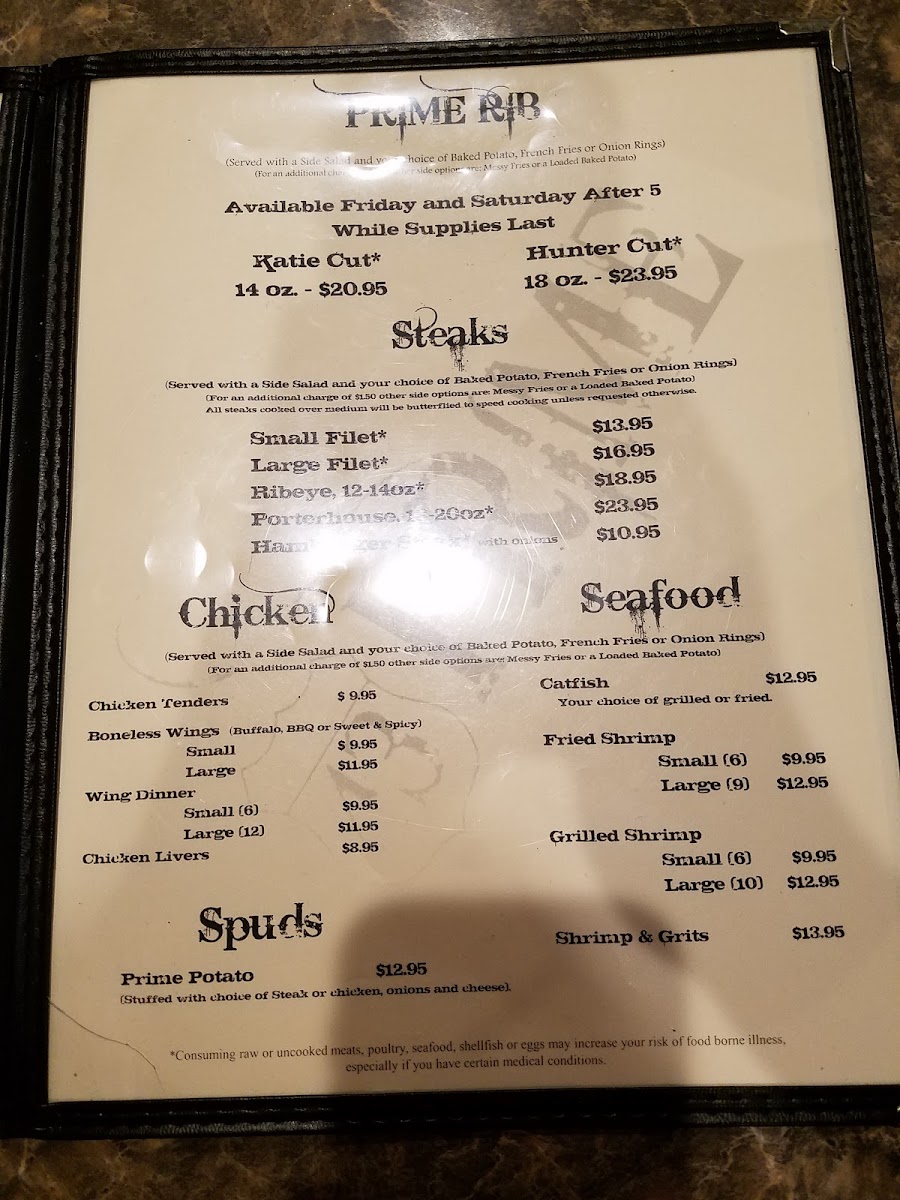 PRIME RIB
(Served with a Side Salad and your choice of Baked Potato, French Fries or Onion Rings)
(For an additional side options are: Messy Fries or a Loaded Baked Potato)
Available Friday and Saturday After 5
While Supplies Last
Katie Cut* Hunter Cut*
14 oz. - $20.95 18 oz. - $23.95
Steaks
(Served with a Side Salad and your choice of Baked Potato, French Fries or Onion Rings)
(For an additional charge of $1.50 other side options are: Messy Fries or a Loaded Baked Potato)
All steaks cooked over medium will be butterflied to speed cooking unless requested otherwise.
Small Filet* $13.95
Large Filet* $16.95
Ribeye, 12-14oz* $18.95
Porterhouse, $23.95
with onions $10.95
Chicken Seafood
(Served with a Side Salad and your choice of Baked Potato, French Fries or Onion Rings)
(For an additional charge of $1.50 other side options are: Messy Fries or a Loaded Baked Potato)
Chicken Tenders $ 9.95
Boneless Wings (Buffalo, BBQ or Sweet & Spicy)
Small $ 9.95
Large $11.95
Wing Dinner
Small (6) $9.95
Large (12) $11.95
Chicken Livers $8.95
Catfish $12.95
Your choice of grilled or fried.
Fried Shrimp
Small (6) $9.95
Large (9) $12.95
Grilled Shrimp
Small (6) $9.95
Large (10) $12.95
Shrimp & Grits $13.95
Spuds
Prime Potato $12.95
(Stuffed with choice of Steak or chicken, onions and cheese).
*Consuming raw or uncooked meats, poultry, seafood, shellfish or eggs may increase your risk of food borne illness,
especially if you have certain medical conditions.